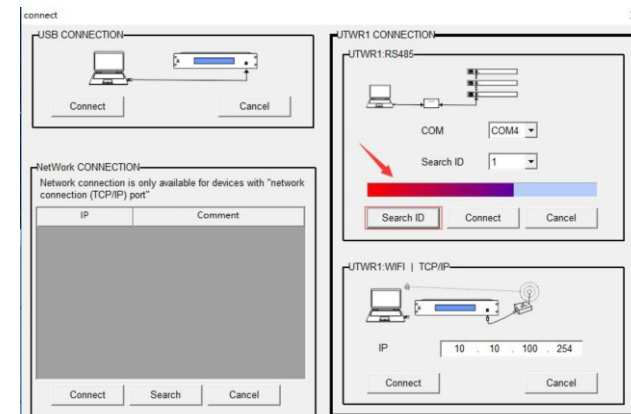 connect
USB CONNECTION
Connect
Cancel
NetWork CONNECTION
Network connection is only available for devices with "network
connection (TCP/IP) port"
IP
Comment
Connect
Search
Cancel
UTWR1 CONNECTION
UTWR1:RS485
COM
COM4
Search ID
1
Search ID
Connect
Cancel
UTWR1:WIFI | TCP/IP
IP
10 . 10 . 100 . 254
Connect
Cancel